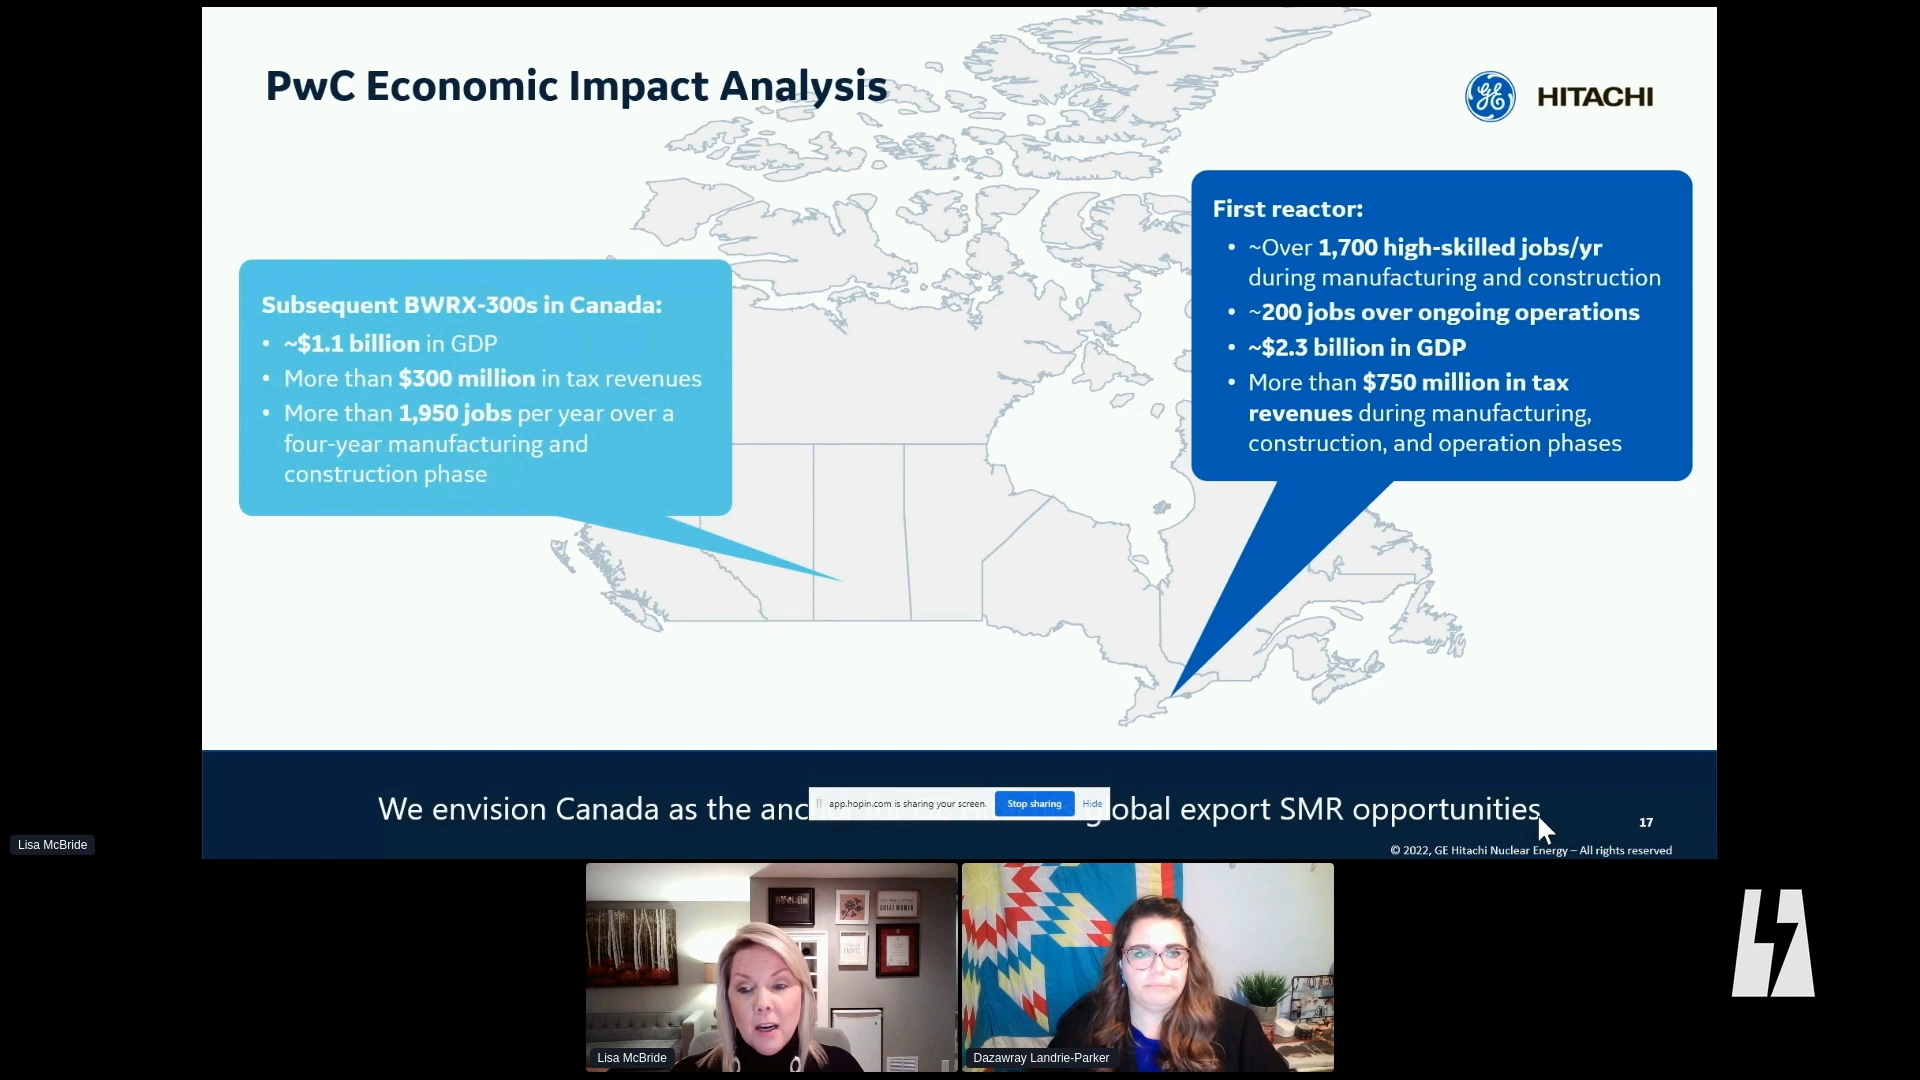 PwC Economic Impact Analysis
GE
HITACHI
First reactor:
• ~Over 1,700 high-skilled jobs/yr
during manufacturing and construction
• ~200 jobs over ongoing operations
• ~$2.3 billion in GDP
• More than $750 million in tax
revenues during manufacturing,
construction, and operation phases
Subsequent BWRX-300s in Canada:
• ~$1.1 billion in GDP
• More than $300 million in tax revenues
• More than 1,950 jobs per year over a
four-year manufacturing and
construction phase
We envision Canada as the anc
app.hopin.com is sharing your screen.
Stop sharing
Hide
global export SMR opportunities
17
© 2022, GE Hitachi Nuclear Energy – All rights reserved
Lisa McBride
GREAT WOMEN
Lisa McBride
Dazawray Landrie-Parker